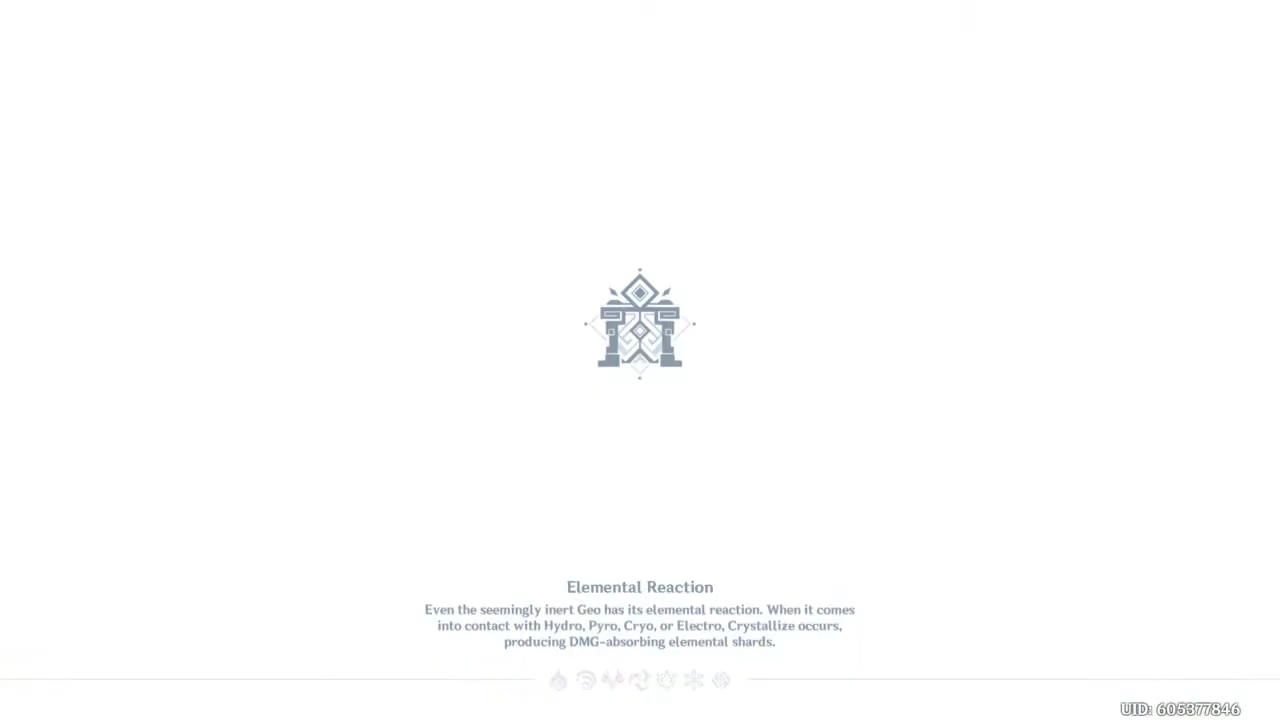 Elemental Reaction
Even the seemingly inert Geo has its elemental reaction. When it comes
into contact with Hydro, Pyro, Cryo, or Electro, Crystallize occurs,
producing DMG-absorbing elemental shards.
UID: 605377846